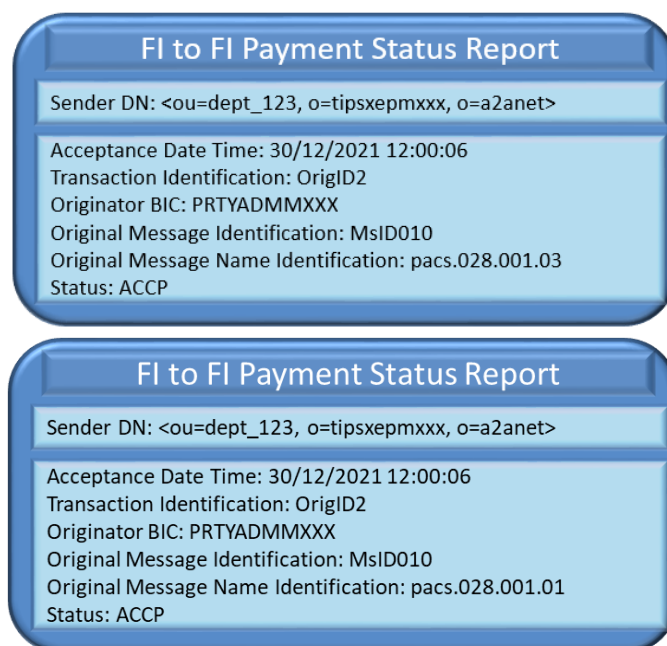 FI to FI Payment Status Report
Sender DN: <ou=dept_123, o=tipsxepmxxx, o=a2anet>
Acceptance Date Time: 30/12/2021 12:00:06
Transaction Identification: OrigID2
Originator BIC: PRTYADMMXXX
Original Message Identification: MsID010
Original Message Name Identification: pacs.028.001.03
Status: ACCP
FI to FI Payment Status Report
Sender DN: <ou=dept_123, o=tipsxepmxxx, o=a2anet>
Acceptance Date Time: 30/12/2021 12:00:06
Transaction Identification: OrigID2
Originator BIC: PRTYADMMXXX
Original Message Identification: MsID010
Original Message Name Identification: pacs.028.001.01
Status: ACCP